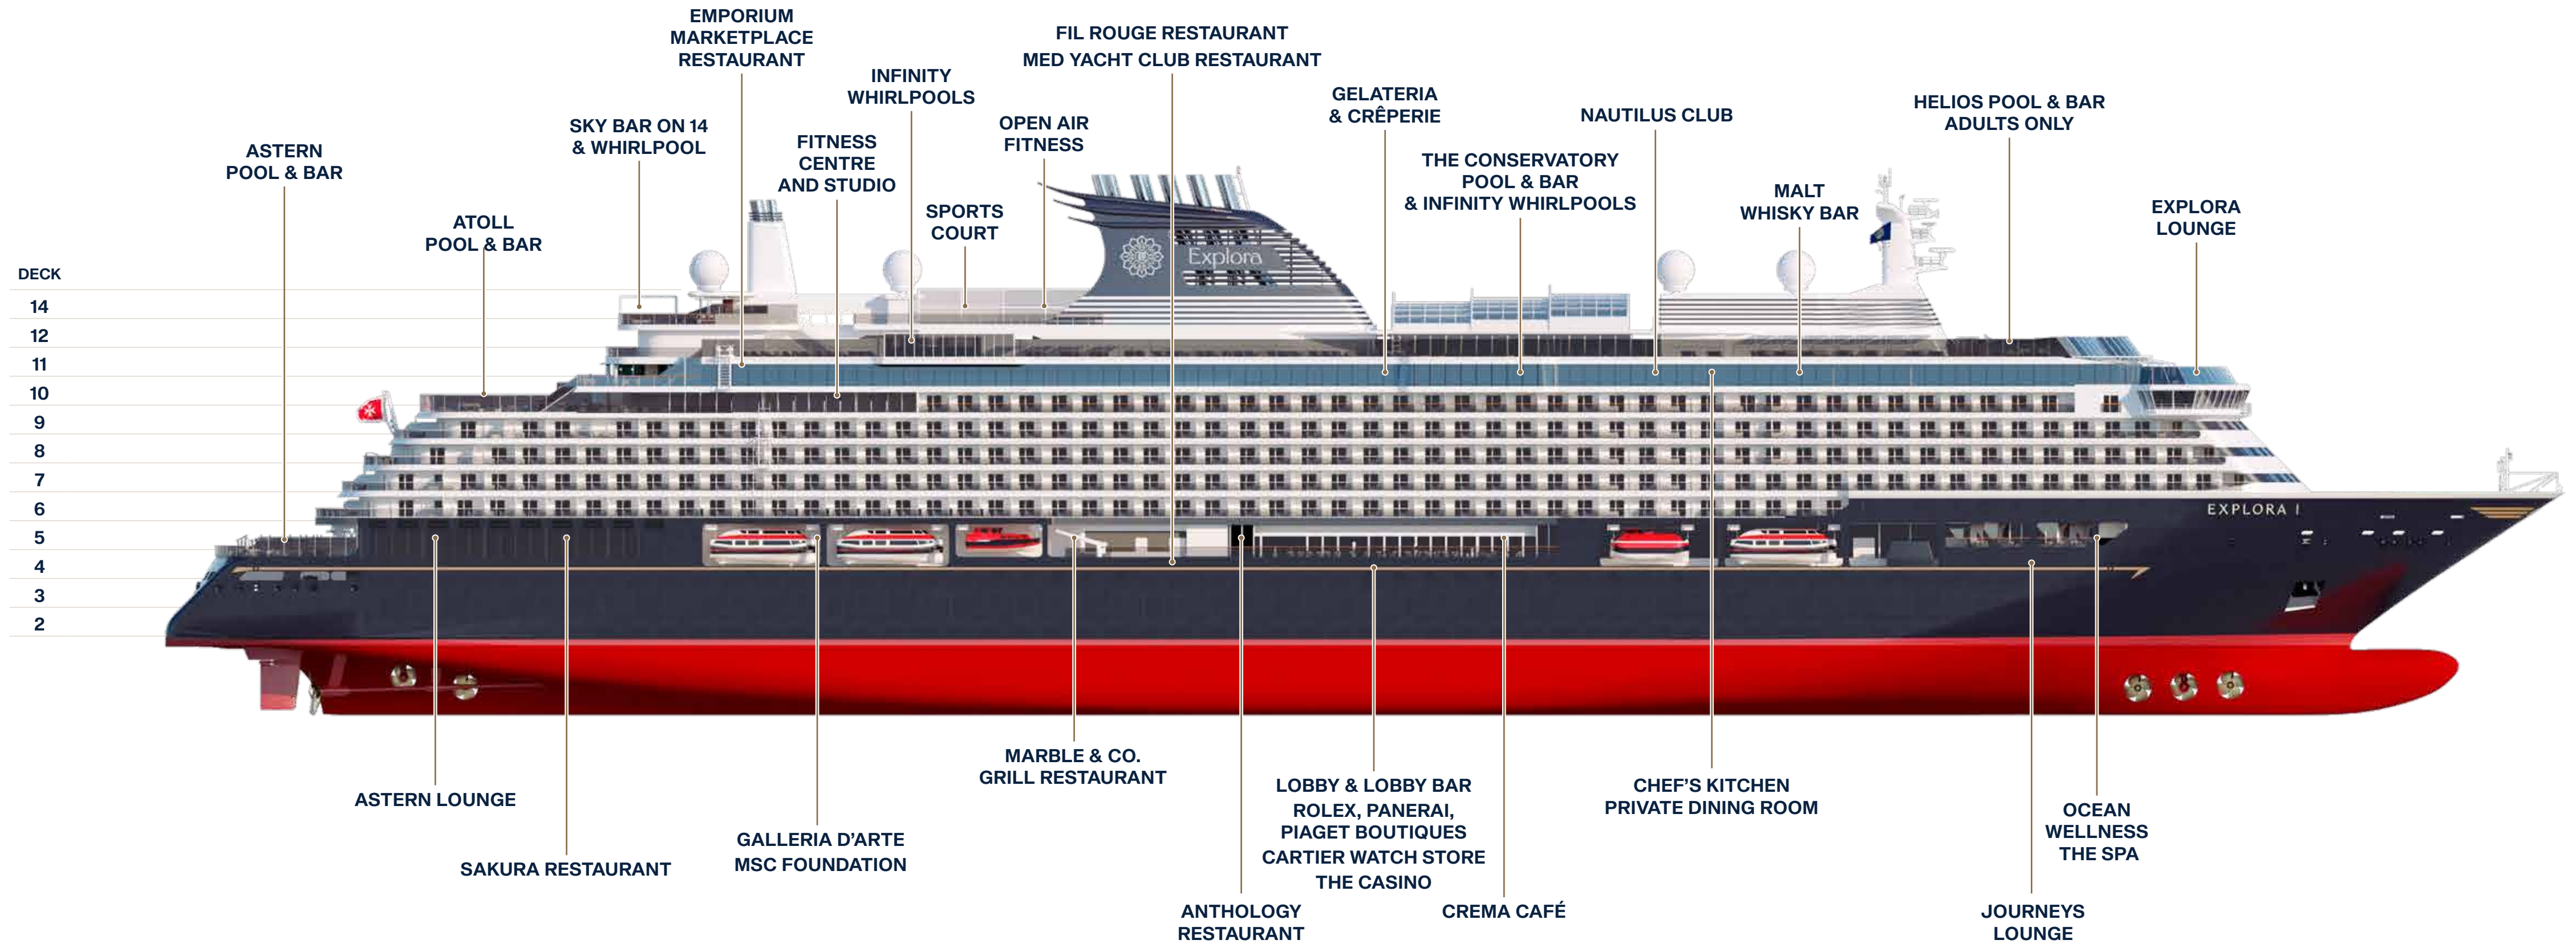 EMPORIUM
MARKETPLACE
RESTAURANT
FIL ROUGE RESTAURANT
MED YACHT CLUB RESTAURANT
INFINITY
WHIRLPOOLS
GELATERIA
& CRÊPERIE
NAUTILUS CLUB
HELIOS POOL & BAR
ADULTS ONLY
SKY BAR ON 14
& WHIRLPOOL
OPEN AIR
FITNESS
ASTERN
POOL & BAR
FITNESS
CENTRE
AND STUDIO
THE CONSERVATORY
POOL & BAR
& INFINITY WHIRLPOOLS
MALT
WHISKY BAR
ATOLL
POOL & BAR
SPORTS
COURT
EXPLORA
LOUNGE
Explora
DECK
14
12
11
10
9
8
7
6
5
4
3
2
EXPLORA I
ASTERN LOUNGE
SAKURA RESTAURANT
GALLERIA D'ARTE
MSC FOUNDATION
MARBLE & CO.
GRILL RESTAURANT
ANTHOLOGY
RESTAURANT
LOBBY & LOBBY BAR
ROLEX, PANERAI,
PIAGET BOUTIQUES
CARTIER WATCH STORE
THE CASINO
CREMA CAFÉ
CHEF'S KITCHEN
PRIVATE DINING ROOM
JOURNEYS
LOUNGE
OCEAN
WELLNESS
THE SPA